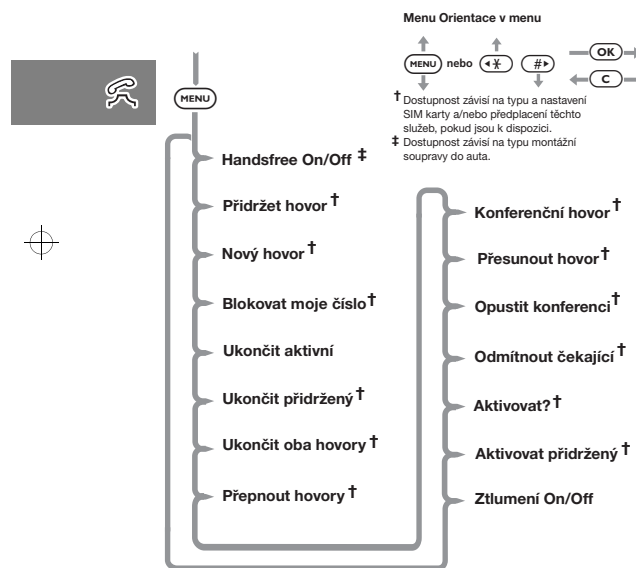 Menu Orientace v menu
MENU nebo ◂* #▸ OK C
† Dostupnost závisí na typu a nastavení
SIM karty a/nebo předplacení těchto
služeb, pokud jsou k dispozici.
‡ Dostupnost závisí na typu montážní
soupravy do auta.
MENU
Handsfree On/Off ‡
Přidržet hovor †
Nový hovor †
Blokovat moje číslo †
Ukončit aktivní
Ukončit přidržený †
Ukončit oba hovory †
Přepnout hovory †
Konferenční hovor †
Přesunout hovor †
Opustit konferenci †
Odmítnout čekající †
Aktivovat? †
Aktivovat přidržený †
Ztlumení On/Off